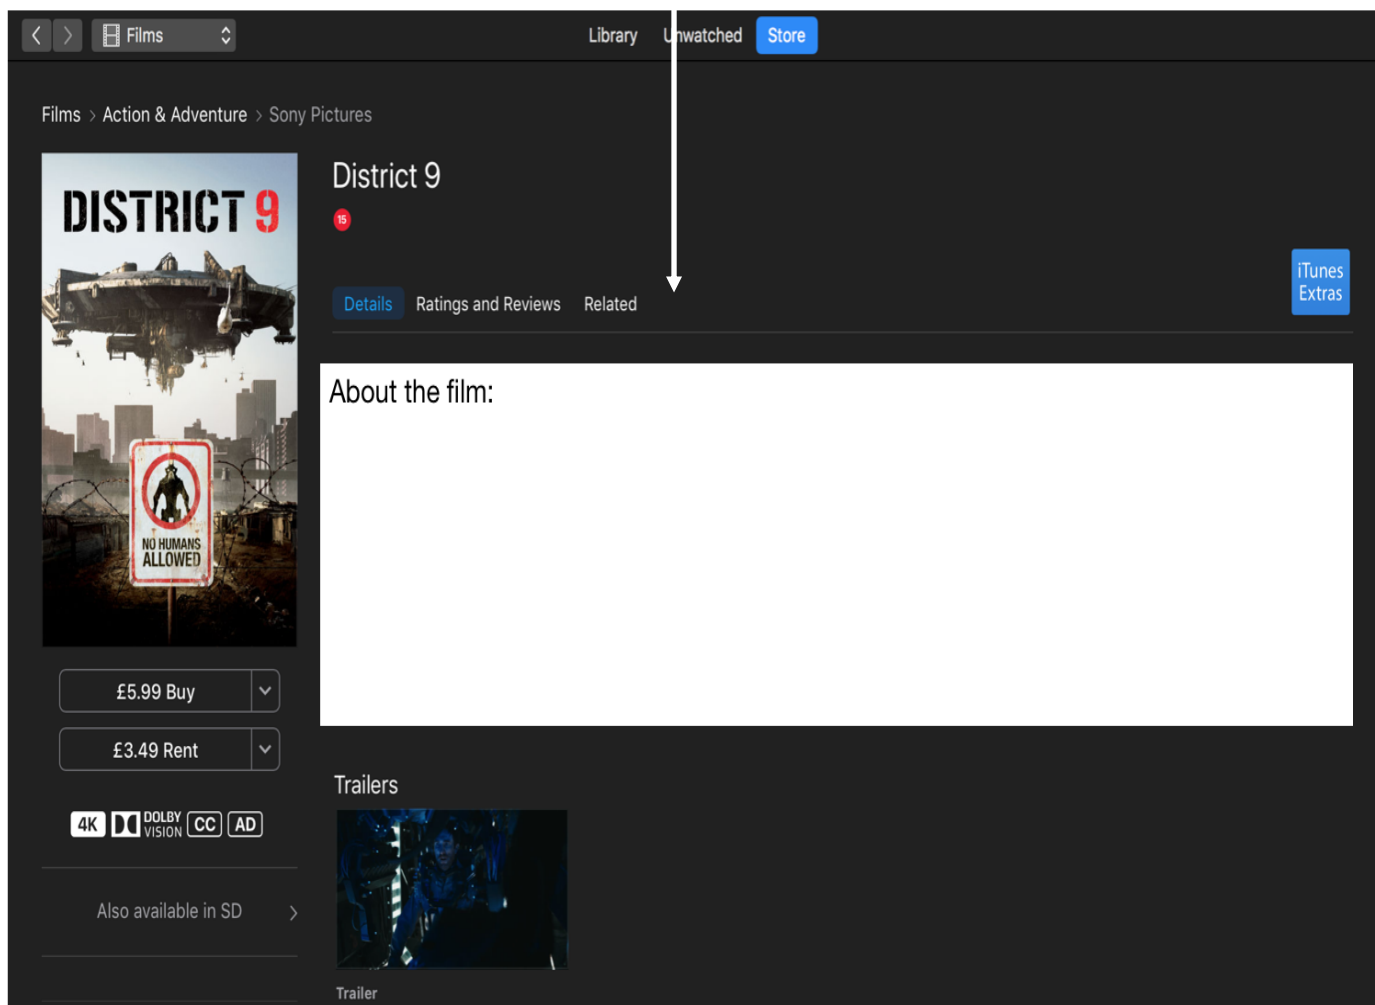 Films
Library Unwatched Store
Films > Action & Adventure > Sony Pictures
DISTRICT 9
NO HUMANS
ALLOWED
District 9
15
iTunes
Extras
Details Ratings and Reviews Related
About the film:
£5.99 Buy
£3.49 Rent
4K DOLBY VISION CC AD
Also available in SD >
Trailers
Trailer